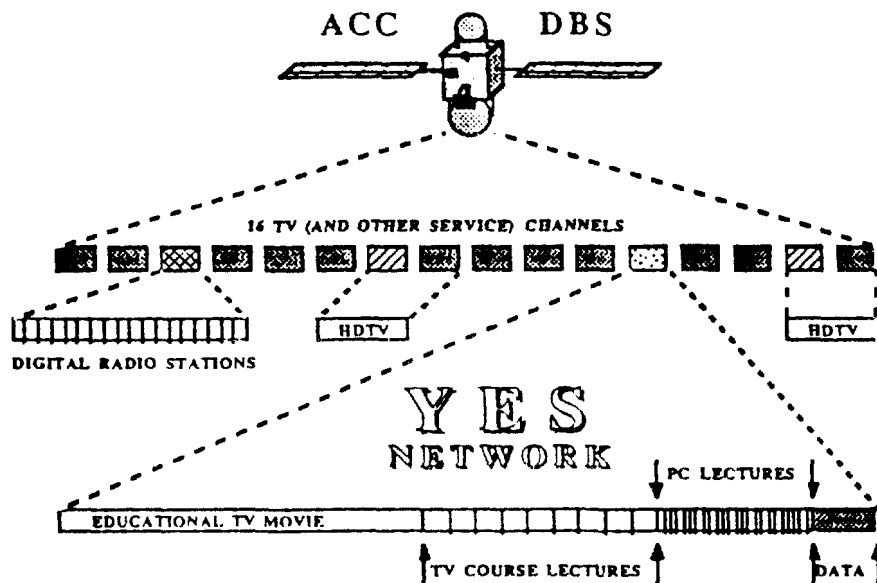 ACC DBS
16 TV (AND OTHER SERVICE) CHANNELS
HDTV HDTV
DIGITAL RADIO STATIONS
YES
NETWORK
PC LECTURES
EDUCATIONAL TV MOVIE
TV COURSE LECTURES DATA